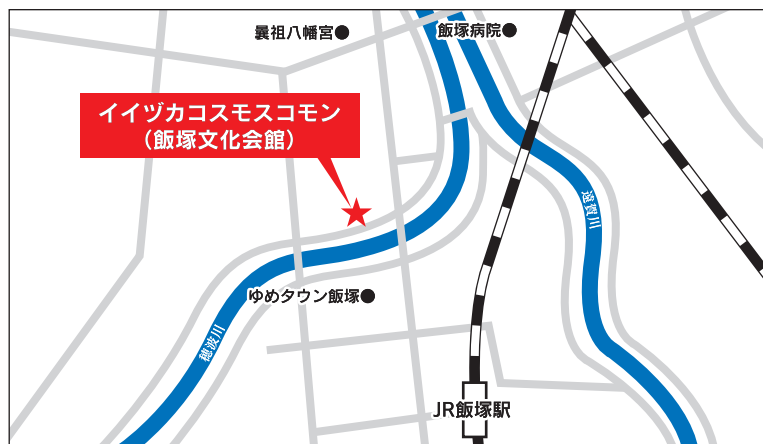 曩祖八幡宮
飯塚病院
イイヅカコスモスコモン
（飯塚文化会館）
遠賀川
ゆめタウン飯塚
穂波川
JR飯塚駅